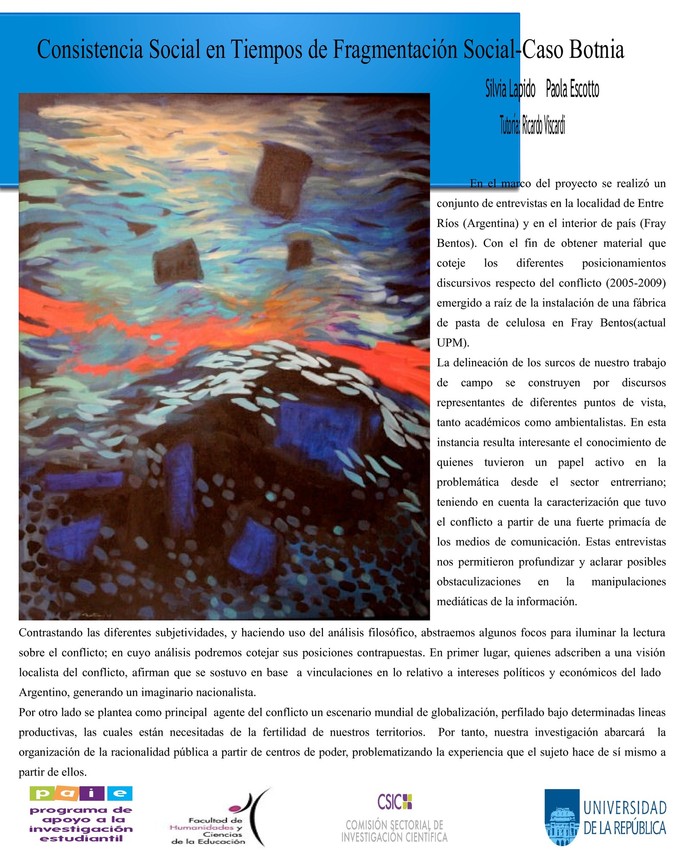 Consistencia Social en Tiempos de Fragmentación Social-Caso Botnia
Silvia Lapido Paola Escotto
Tutoría: Ricardo Viscardi
En el marco del proyecto se realizó un
conjunto de entrevistas en la localidad de Entre
Ríos (Argentina) y en el interior de país (Fray
Bentos). Con el fin de obtener material que
coteje los diferentes posicionamientos
discursivos respecto del conflicto (2005-2009)
emergido a raíz de la instalación de una fábrica
de pasta de celulosa en Fray Bentos(actual
UPM).
La delineación de los surcos de nuestro trabajo
de campo se construyen por discursos
representantes de diferentes puntos de vista,
tanto académicos como ambientalistas. En esta
instancia resulta interesante el conocimiento de
quienes tuvieron un papel activo en la
problemática desde el sector entrerriano;
teniendo en cuenta la caracterización que tuvo
el conflicto a partir de una fuerte primacía de
los medios de comunicación. Estas entrevistas
nos permitieron profundizar y aclarar posibles
obstaculizaciones en la manipulaciones
mediáticas de la información.
Contrastando las diferentes subjetividades, y haciendo uso del análisis filosófico, abstraemos algunos focos para iluminar la lectura
sobre el conflicto; en cuyo análisis podremos cotejar sus posiciones contrapuestas. En primer lugar, quienes adscriben a una visión
localista del conflicto, afirman que se sostuvo en base a vinculaciones en lo relativo a intereses políticos y económicos del lado
Argentino, generando un imaginario nacionalista.
Por otro lado se plantea como principal agente del conflicto un escenario mundial de globalización, perfilado bajo determinadas lineas
productivas, las cuales están necesitadas de la fertilidad de nuestros territorios. Por tanto, nuestra investigación abarcará la
organización de la racionalidad pública a partir de centros de poder, problematizando la experiencia que el sujeto hace de sí mismo a
partir de ellos.
paie
programa de
apoyo a la
investigación
estudiantil
Facultad de
Humanidades y
Ciencias
de la Educación
CSIC
COMISIÓN SECTORIAL DE
INVESTIGACIÓN CIENTÍFICA
UNIVERSIDAD
DE LA REPÚBLICA